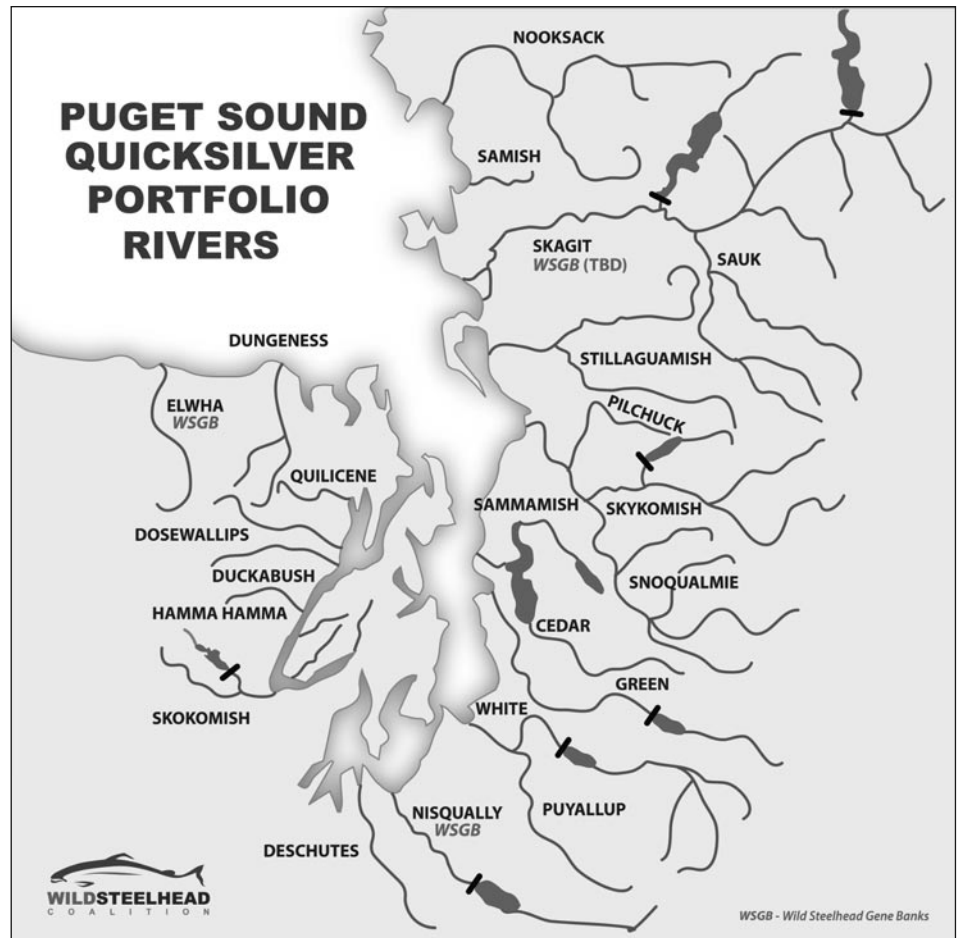 PUGET SOUND
QUICKSILVER
PORTFOLIO
RIVERS
NOOKSACK
SAMISH
SKAGIT
WSGB (TBD)
SAUK
DUNGENESS
STILLAGUAMISH
ELWHA
WSGB
PILCHUCK
QUILICENE
SAMMAMISH
SKYKOMISH
DOSEWALLIPS
DUCKABUSH
SNOQUALMIE
HAMMA HAMMA
CEDAR
GREEN
SKOKOMISH
WHITE
NISQUALLY
WSGB
PUYALLUP
DESCHUTES
WILDSTEELHEAD
COALITION
WSGB - Wild Steelhead Gene Banks